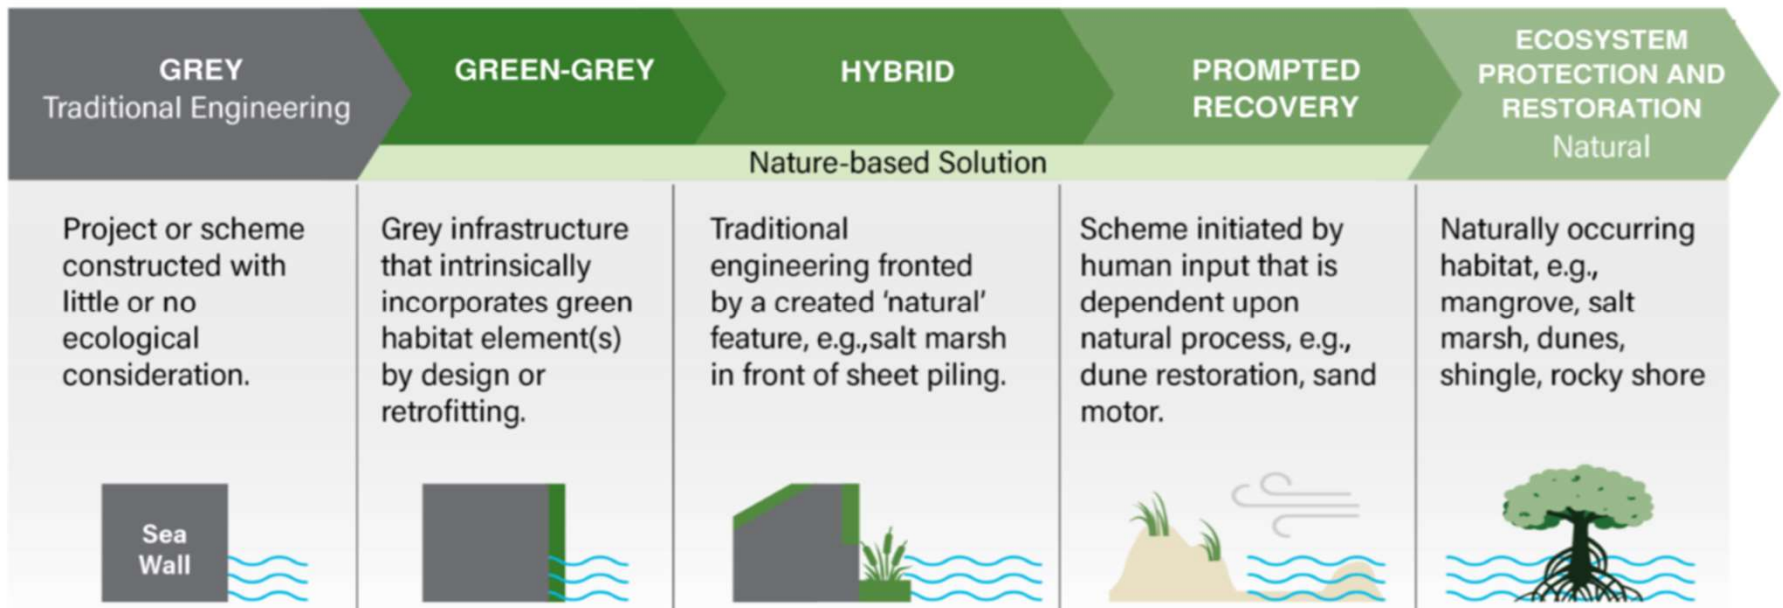 GREY
Traditional Engineering
GREEN-GREY
HYBRID
PROMPTED
RECOVERY
ECOSYSTEM
PROTECTION AND
RESTORATION
Natural
Nature-based Solution
Project or scheme
constructed with
little or no
ecological
consideration.
Grey infrastructure
that intrinsically
incorporates green
habitat element(s)
by design or
retrofitting.
Traditional
engineering fronted
by a created ‘natural’
feature, e.g.,salt marsh
in front of sheet piling.
Scheme initiated by
human input that is
dependent upon
natural process, e.g.,
dune restoration, sand
motor.
Naturally occurring
habitat, e.g.,
mangrove, salt
marsh, dunes,
shingle, rocky shore
Sea
Wall